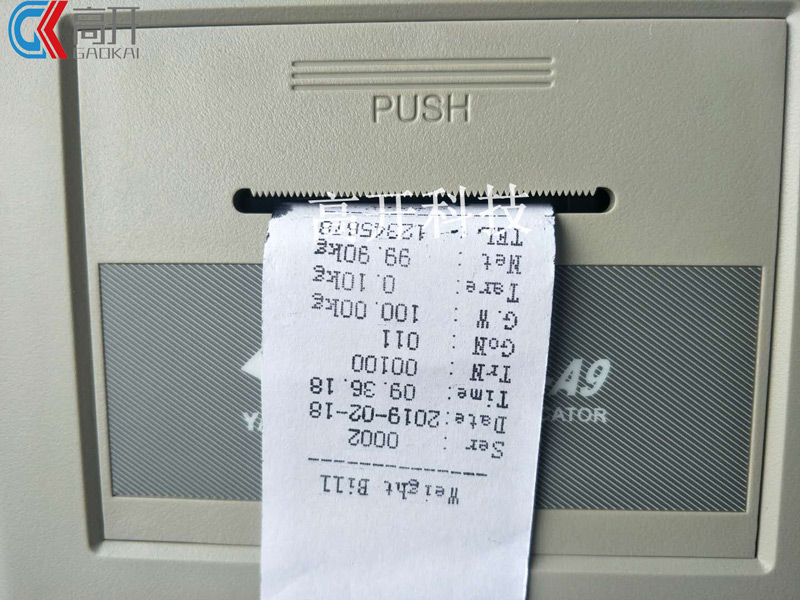 高开
GAOKAI
PUSH
高开科技
Weight Bill
----------------
Ser : 0002
Date:2019-02-18
Time: 09.36.18
TrN : 00100
GoN : 011
G.W : 100.00kg
Tare: 0.10kg
Net : 99.90kg
TEL : 12345678
-A9
CATOR